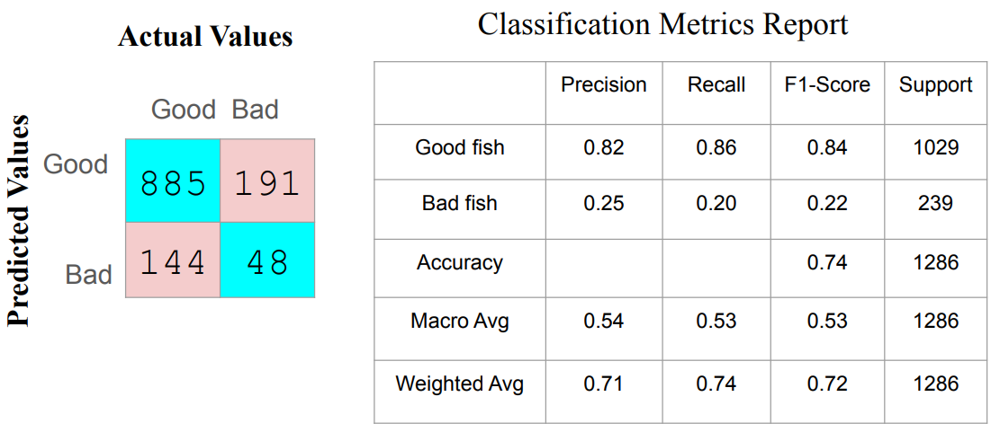 Actual Values
Good Bad
Predicted Values
Good 885 191
Bad 144 48
Classification Metrics Report
Precision Recall F1-Score Support
Good fish 0.82 0.86 0.84 1029
Bad fish 0.25 0.20 0.22 239
Accuracy 0.74 1286
Macro Avg 0.54 0.53 0.53 1286
Weighted Avg 0.71 0.74 0.72 1286